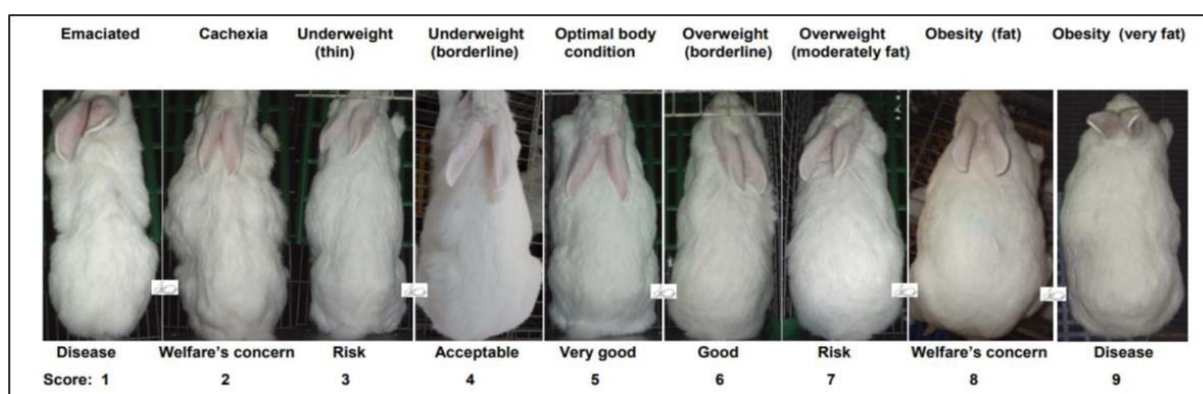 Emaciated Cachexia Underweight Underweight Optimal body Overweight Overweight Obesity (fat) Obesity (very fat)
(thin) (borderline) condition (borderline) (moderately fat)
Disease Welfare's concern Risk Acceptable Very good Good Risk Welfare's concern Disease
Score: 1 2 3 4 5 6 7 8 9